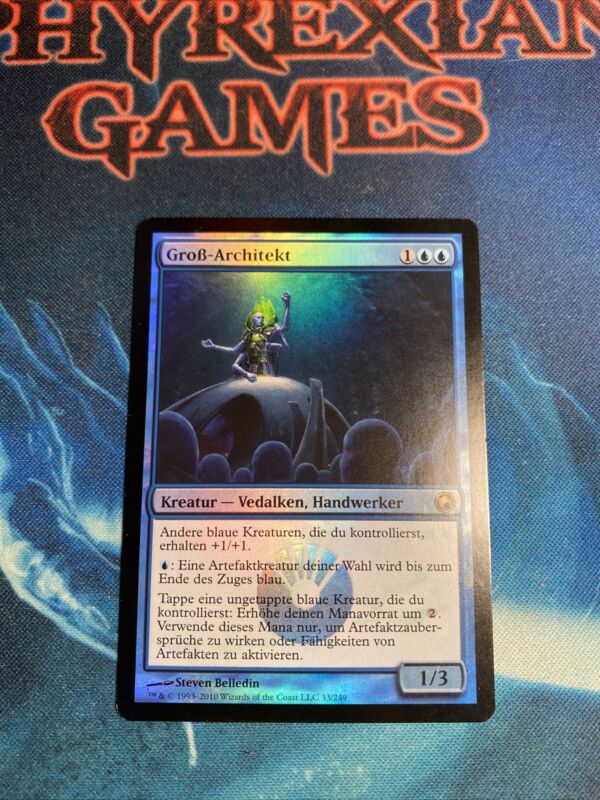 PHYREXIAN
GAMES
Groß-Architekt 1
Kreatur — Vedalken, Handwerker
Andere blaue Kreaturen, die du kontrollierst,
erhalten +1/+1.
: Eine Artefaktkreatur deiner Wahl wird bis zum
Ende des Zuges blau.
Tappe eine ungetappte blaue Kreatur, die du
kontrollierst: Erhöhe deinen Manavorrat um 2.
Verwende dieses Mana nur, um Artefaktzauber-
sprüche zu wirken oder Fähigkeiten von
Artefakten zu aktivieren.
1/3
Steven Belledin
™ & © 1993–2010 Wizards of the Coast LLC 33/249